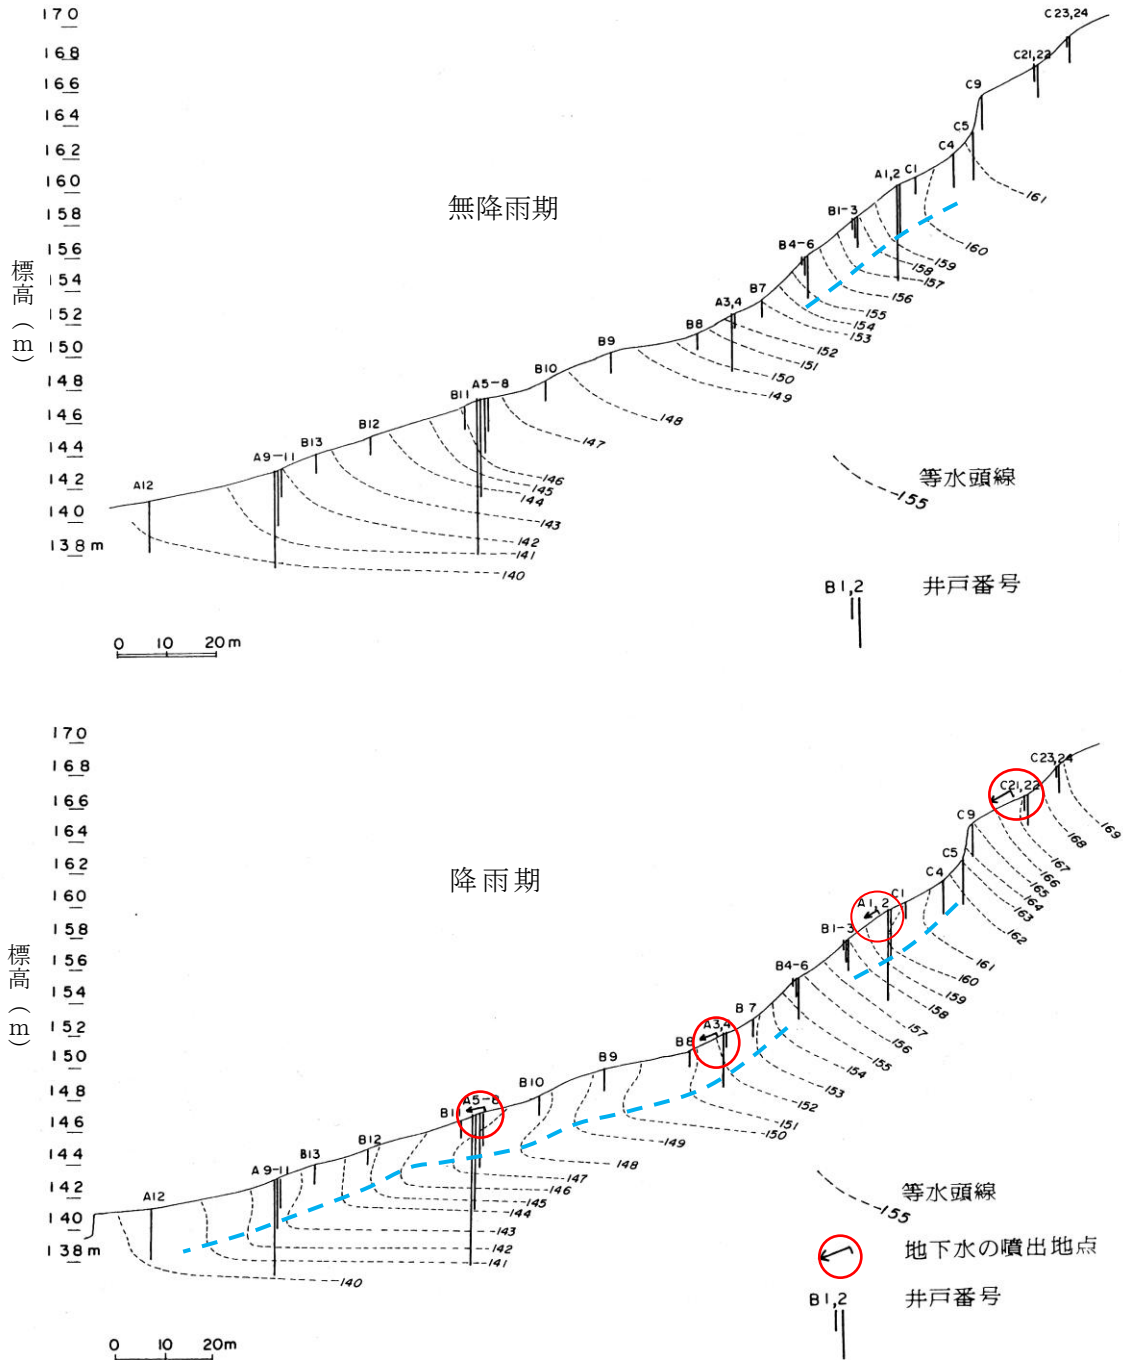 170
168
166
164
162
160
158
156
154
152
150
148
146
144
142
140
138m
標高(m)
無降雨期
C23,24
C21,22
C9
C5
C4
C1
A1,2
B1-3
B4-6
B7
A3,4
B8
B9
B10
A5-8
B11
B12
B13
A9-11
A12
161
160
159
158
157
156
155
154
153
152
151
150
149
148
147
146
145
144
143
142
141
140
155
等水頭線
B1,2
井戸番号
0 10 20m
170
168
166
164
162
160
158
156
154
152
150
148
146
144
142
140
138m
標高(m)
降雨期
C23,24
C21,22
C9
C5
C4
C1
A1,2
B1-3
B4-6
B7
A3,4
B8
B9
B10
A5-8
B11
B12
B13
A9-11
A12
169
168
167
166
165
164
163
162
161
160
159
158
157
156
155
154
153
152
151
150
149
148
147
146
145
144
143
142
141
140
155
等水頭線
地下水の噴出地点
B1,2
井戸番号
0 10 20m